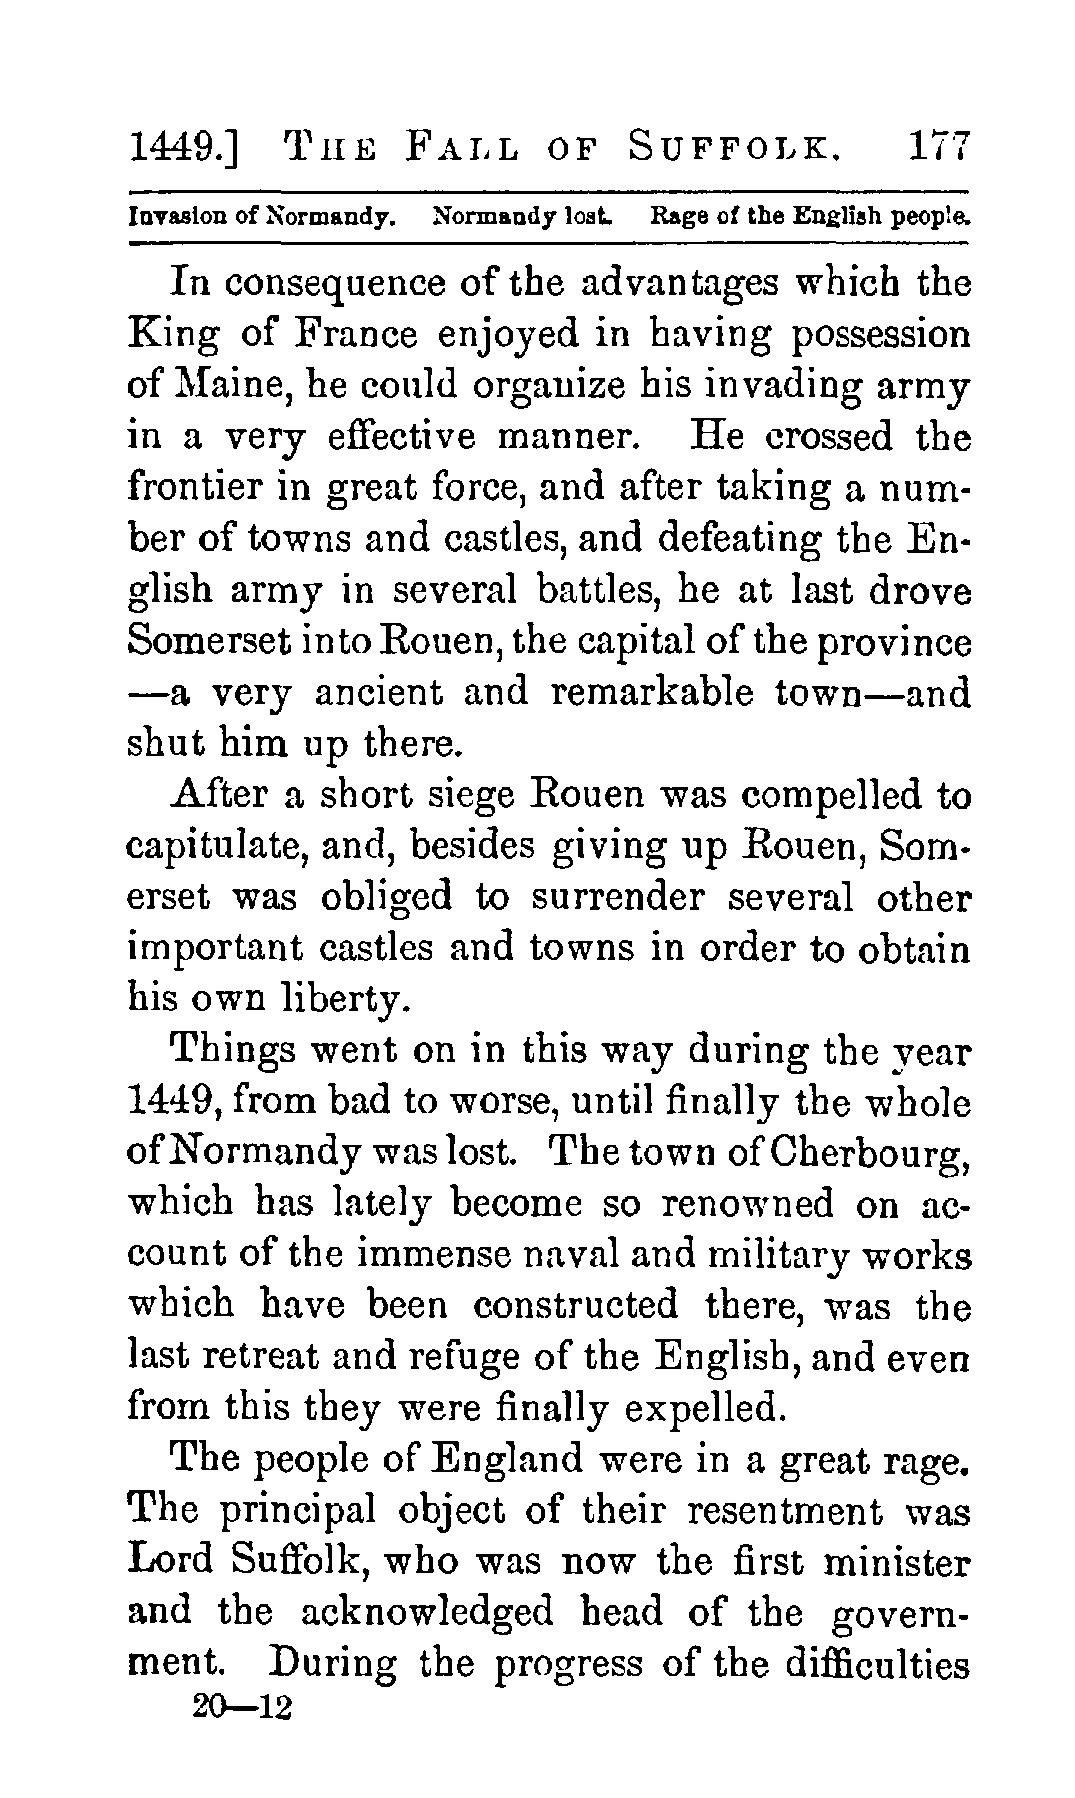 1449.] THE FALL OF SUFFOLK. 177
Invasion of Normandy. Normandy lost. Rage of the English people.
In consequence of the advantages which the
King of France enjoyed in having possession
of Maine, he could organize his invading army
in a very effective manner. He crossed the
frontier in great force, and after taking a num-
ber of towns and castles, and defeating the En-
glish army in several battles, he at last drove
Somerset into Rouen, the capital of the province
—a very ancient and remarkable town—and
shut him up there.
After a short siege Rouen was compelled to
capitulate, and, besides giving up Rouen, Som-
erset was obliged to surrender several other
important castles and towns in order to obtain
his own liberty.
Things went on in this way during the year
1449, from bad to worse, until finally the whole
of Normandy was lost. The town of Cherbourg,
which has lately become so renowned on ac-
count of the immense naval and military works
which have been constructed there, was the
last retreat and refuge of the English, and even
from this they were finally expelled.
The people of England were in a great rage.
The principal object of their resentment was
Lord Suffolk, who was now the first minister
and the acknowledged head of the govern-
ment. During the progress of the difficulties
20—12